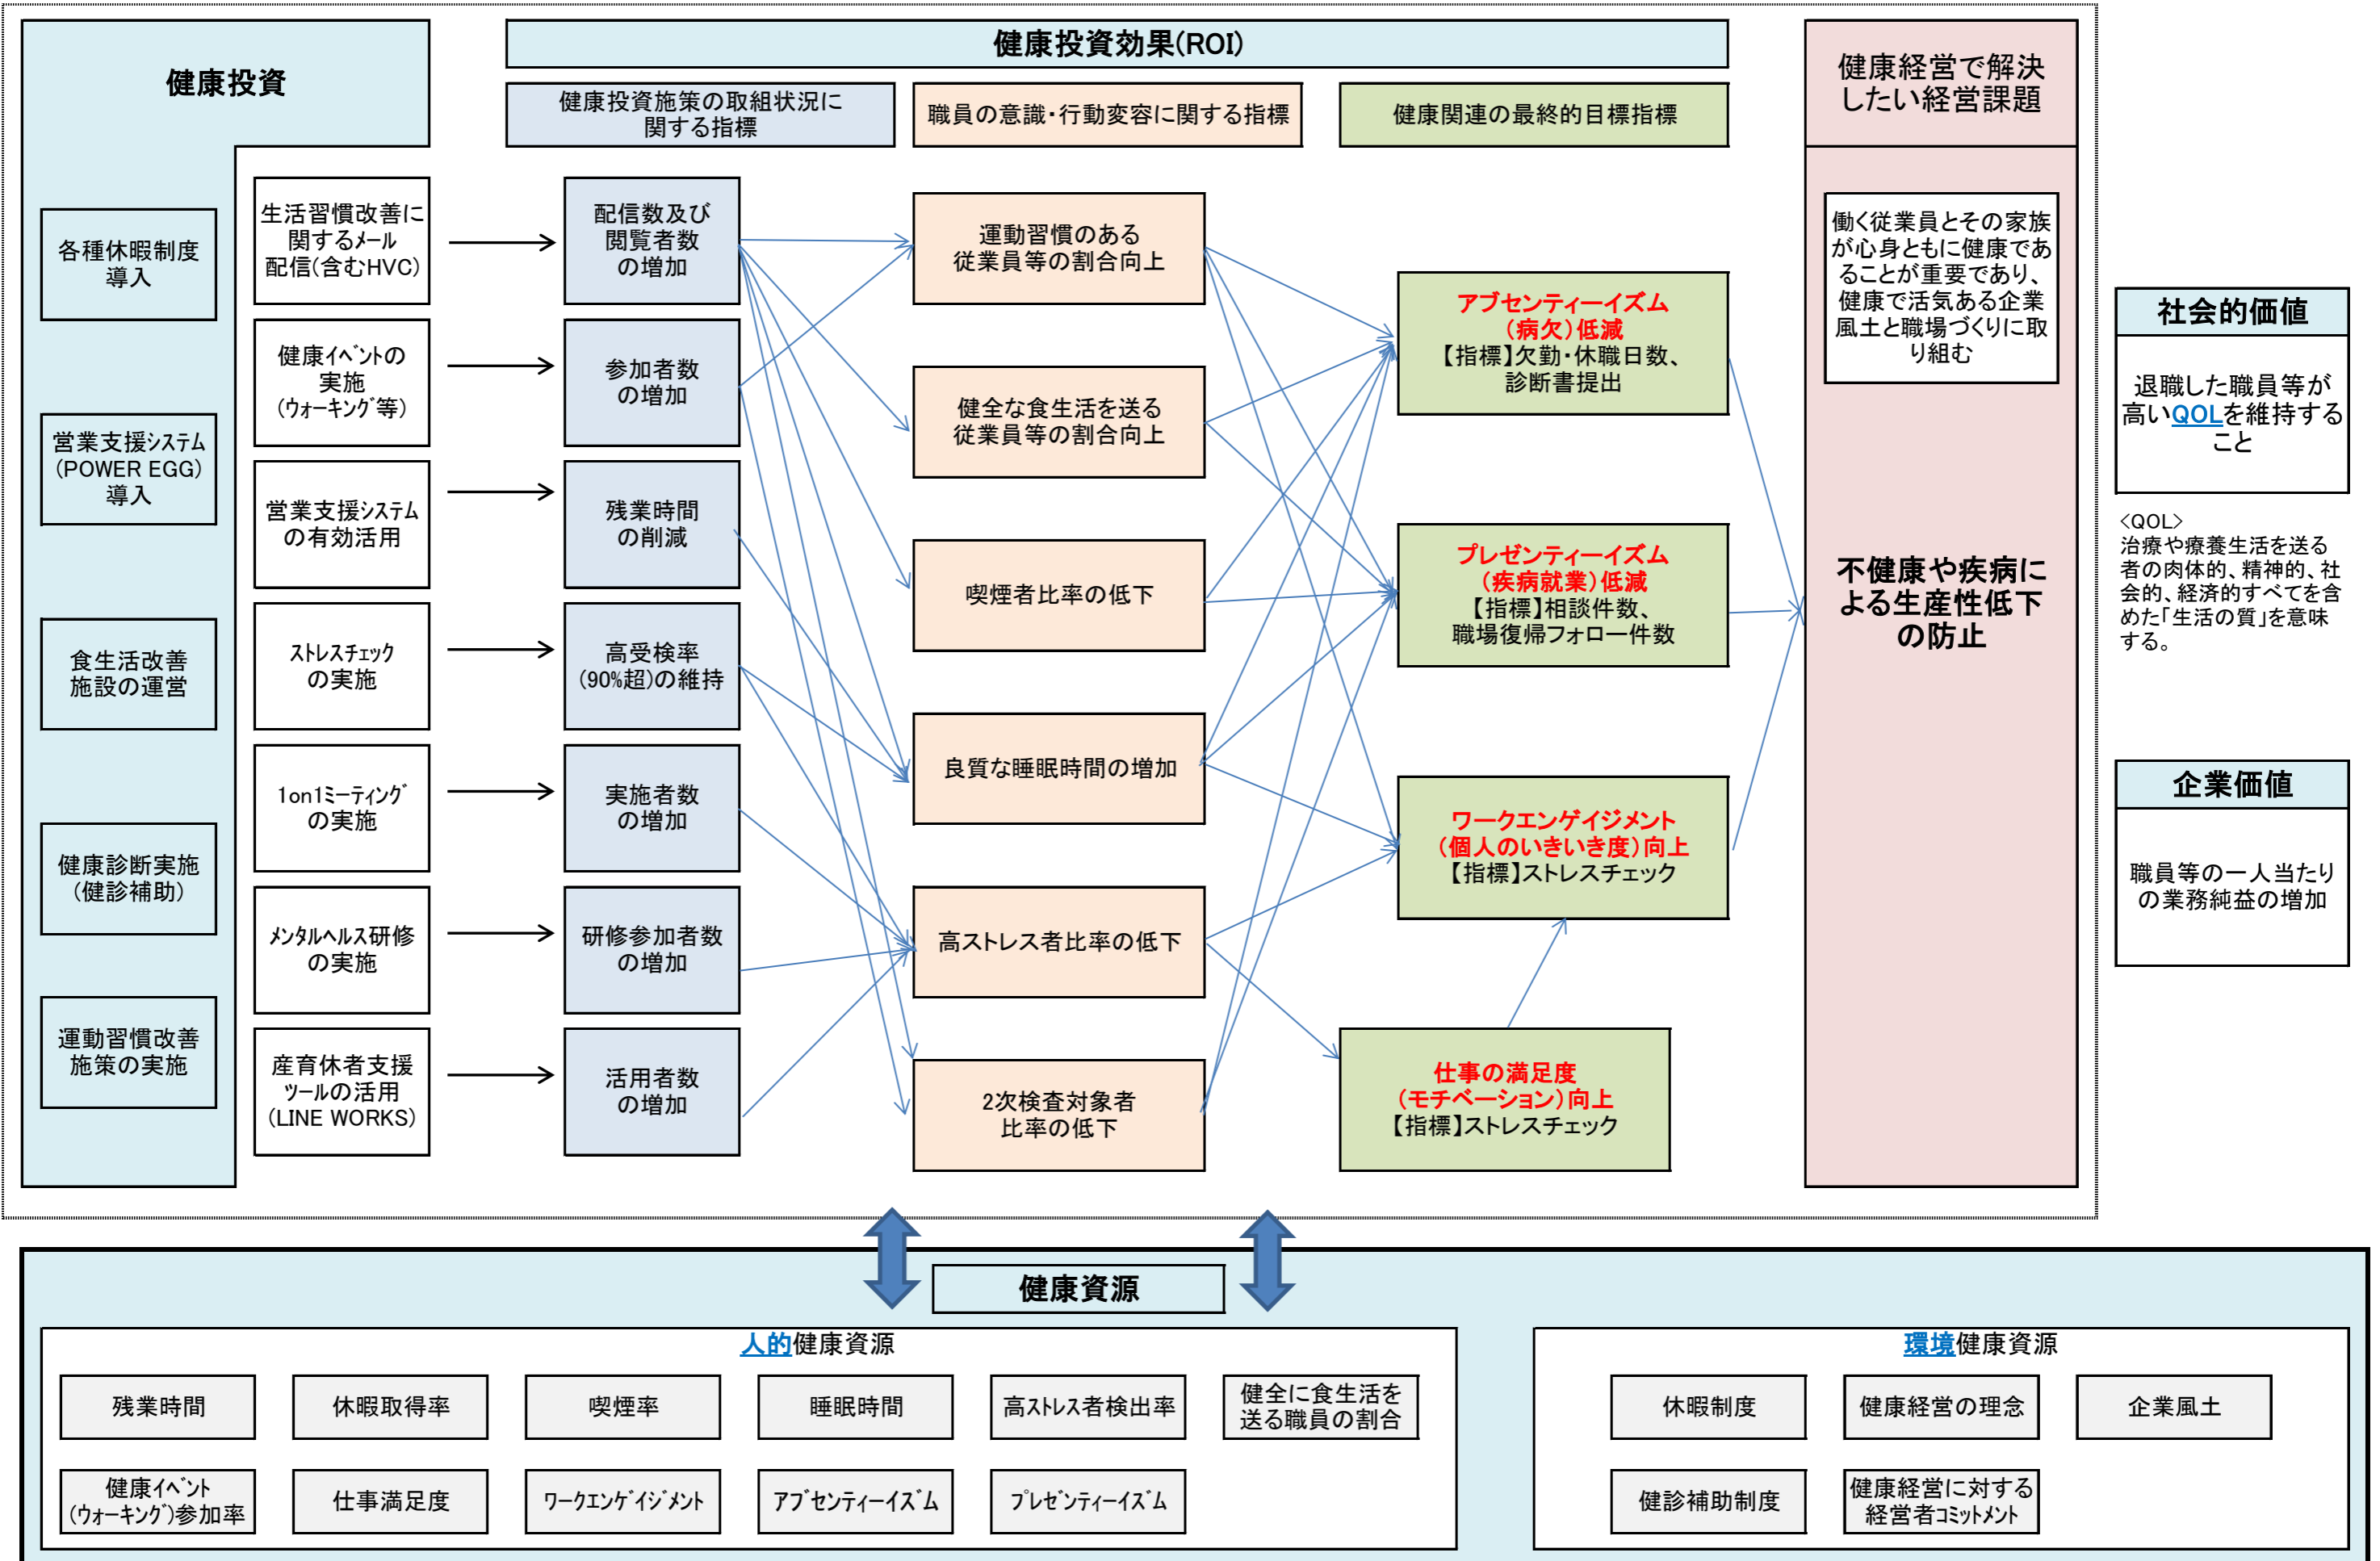 健康投資
健康投資効果(ROI)
健康投資施策の取組状況に
関する指標
職員の意識・行動変容に関する指標
健康関連の最終的目標指標
健康経営で解決
したい経営課題
各種休暇制度
導入
営業支援ｼｽﾃﾑ
(POWER EGG)
導入
食生活改善
施設の運営
健康診断実施
(健診補助)
運動習慣改善
施策の実施
生活習慣改善に
関するﾒｰﾙ
配信(含むHVC)
健康ｲﾍﾞﾝﾄの
実施
(ｳｫｰｷﾝｸﾞ等)
営業支援ｼｽﾃﾑ
の有効活用
ｽﾄﾚｽﾁｪｯｸ
の実施
1on1ﾐｰﾃｨﾝｸﾞ
の実施
ﾒﾝﾀﾙﾍﾙｽ研修
の実施
産育休者支援
ﾂｰﾙの活用
(LINE WORKS)
配信数及び
閲覧者数
の増加
参加者数
の増加
残業時間
の削減
高受検率
(90%超)の維持
実施者数
の増加
研修参加者数
の増加
活用者数
の増加
運動習慣のある
従業員等の割合向上
健全な食生活を送る
従業員等の割合向上
喫煙者比率の低下
良質な睡眠時間の増加
高ストレス者比率の低下
2次検査対象者
比率の低下
アブセンティーイズム
（病欠）低減
【指標】欠勤・休職日数、
診断書提出
プレゼンティーイズム
（疾病就業）低減
【指標】相談件数、
職場復帰フォロー件数
ワークエンゲイジメント
（個人のいきいき度）向上
【指標】ストレスチェック
仕事の満足度
（モチベーション）向上
【指標】ストレスチェック
働く従業員とその家族
が心身ともに健康であ
ることが重要であり、
健康で活気ある企業
風土と職場づくりに取
り組む
不健康や疾病に
よる生産性低下
の防止
社会的価値
退職した職員等が
高いQOLを維持する
こと
<QOL>
治療や療養生活を送る
者の肉体的、精神的、社
会的、経済的すべてを含
めた「生活の質」を意味
する。
企業価値
職員等の一人当たり
の業務純益の増加
健康資源
人的健康資源
残業時間
休暇取得率
喫煙率
睡眠時間
高ｽﾄﾚｽ者検出率
健全に食生活を
送る職員の割合
健康ｲﾍﾞﾝﾄ
(ｳｫｰｷﾝｸﾞ)参加率
仕事満足度
ﾜｰｸｴﾝｹﾞｲｼﾞﾒﾝﾄ
ｱﾌﾞｾﾝﾃｨｰｲｽﾞﾑ
ﾌﾟﾚｾﾞﾝﾃｨｰｲｽﾞﾑ
環境健康資源
休暇制度
健康経営の理念
企業風土
健診補助制度
健康経営に対する
経営者ｺﾐｯﾄﾒﾝﾄ